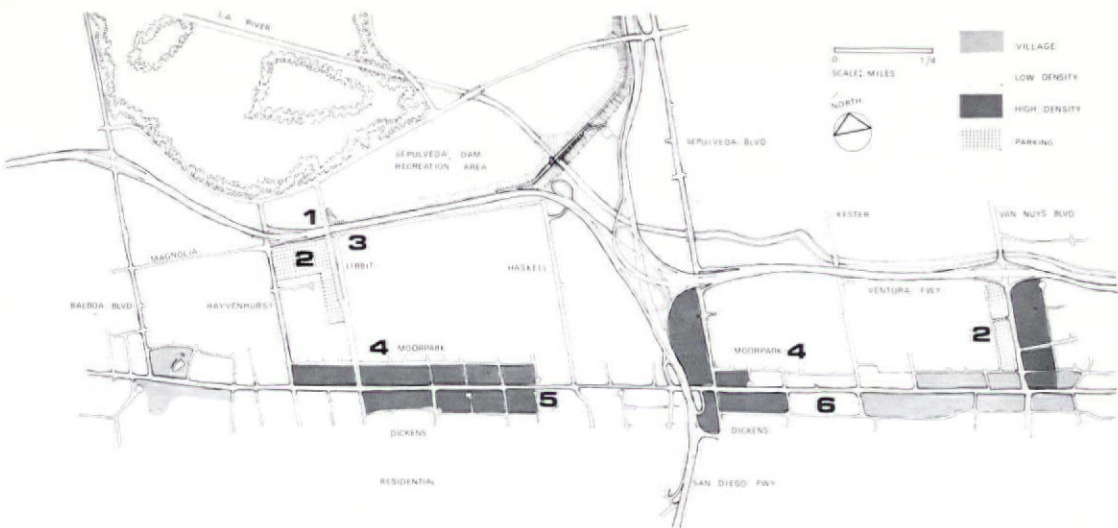 L.A. RIVER
0 1/4
SCALE: MILES
NORTH
VILLAGE
LOW DENSITY
HIGH DENSITY
PARKING
SEPULVEDA DAM
RECREATION AREA
SEPULVEDA BLVD
1
3
2
MAGNOLIA
LIBBIT
HASKELL
KESTER
VAN NUYS BLVD
BALBOA BLVD
HAYVENHURST
VENTURA FWY
2
4
MOORPARK
MOORPARK
4
5
6
DICKENS
DICKENS
RESIDENTIAL
SAN DIEGO FWY